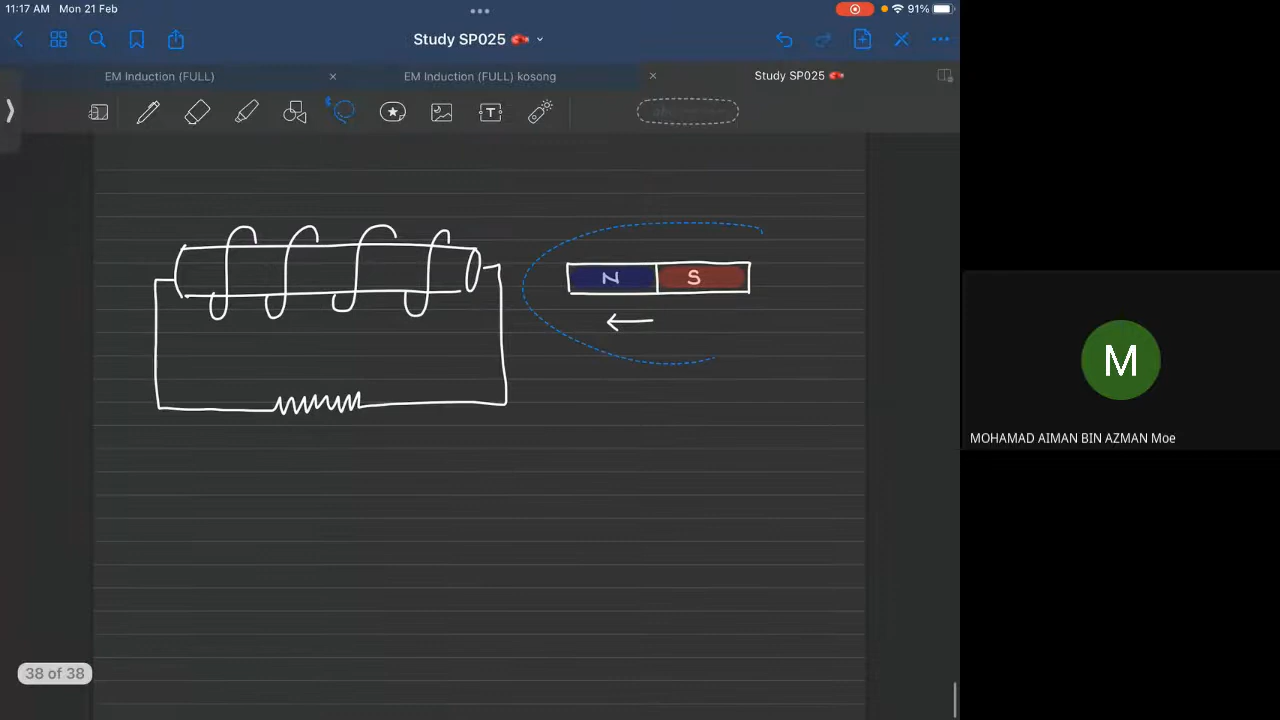 11:17 AM Mon 21 Feb
91%
Study SP025
EM Induction (FULL)
EM Induction (FULL) kosong
Study SP025
T
N S
M
MOHAMAD AIMAN BIN AZMAN Moe
38 of 38